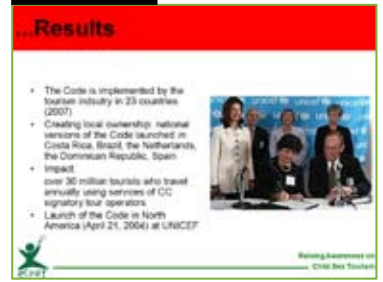 ...Results
• The Code is implemented by the
tourism industry in 23 countries
(2007)
• Creating local ownership: national
versions of the Code launched in
Costa Rica, Brazil, the Netherlands,
the Dominican Republic, Spain
• Impact
over 30 million tourists who travel
annually using services of CC
signatory tour operators
• Launch of the Code in North
America (April 21, 2004) at UNICEF
unicef
ECPAT
Raising Awareness on
Child Sex Tourism